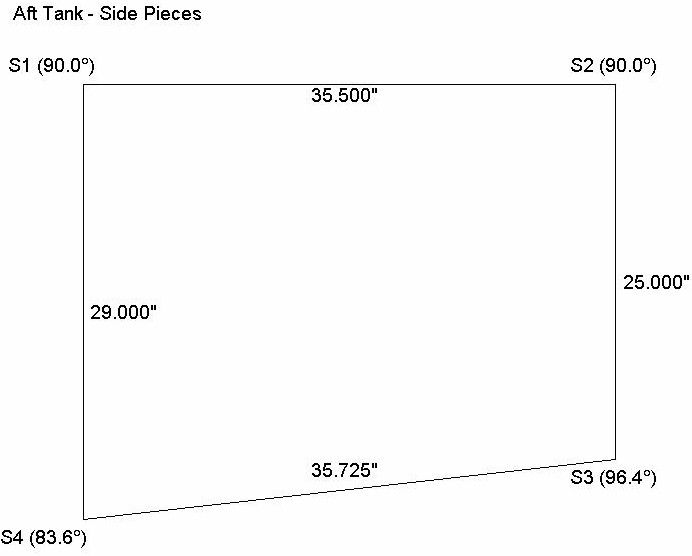 Aft Tank - Side Pieces
S1 (90.0°)
S2 (90.0°)
35.500"
25.000"
29.000"
35.725"
S3 (96.4°)
S4 (83.6°)